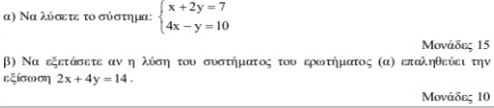 α) Να λύσετε το σύστημα: { x + 2y = 7
4x − y = 10
Μονάδες 15
β) Να εξετάσετε αν η λύση του συστήματος του ερωτήματος (α) επαληθεύει την
εξίσωση 2x + 4y = 14 .
Μονάδες 10